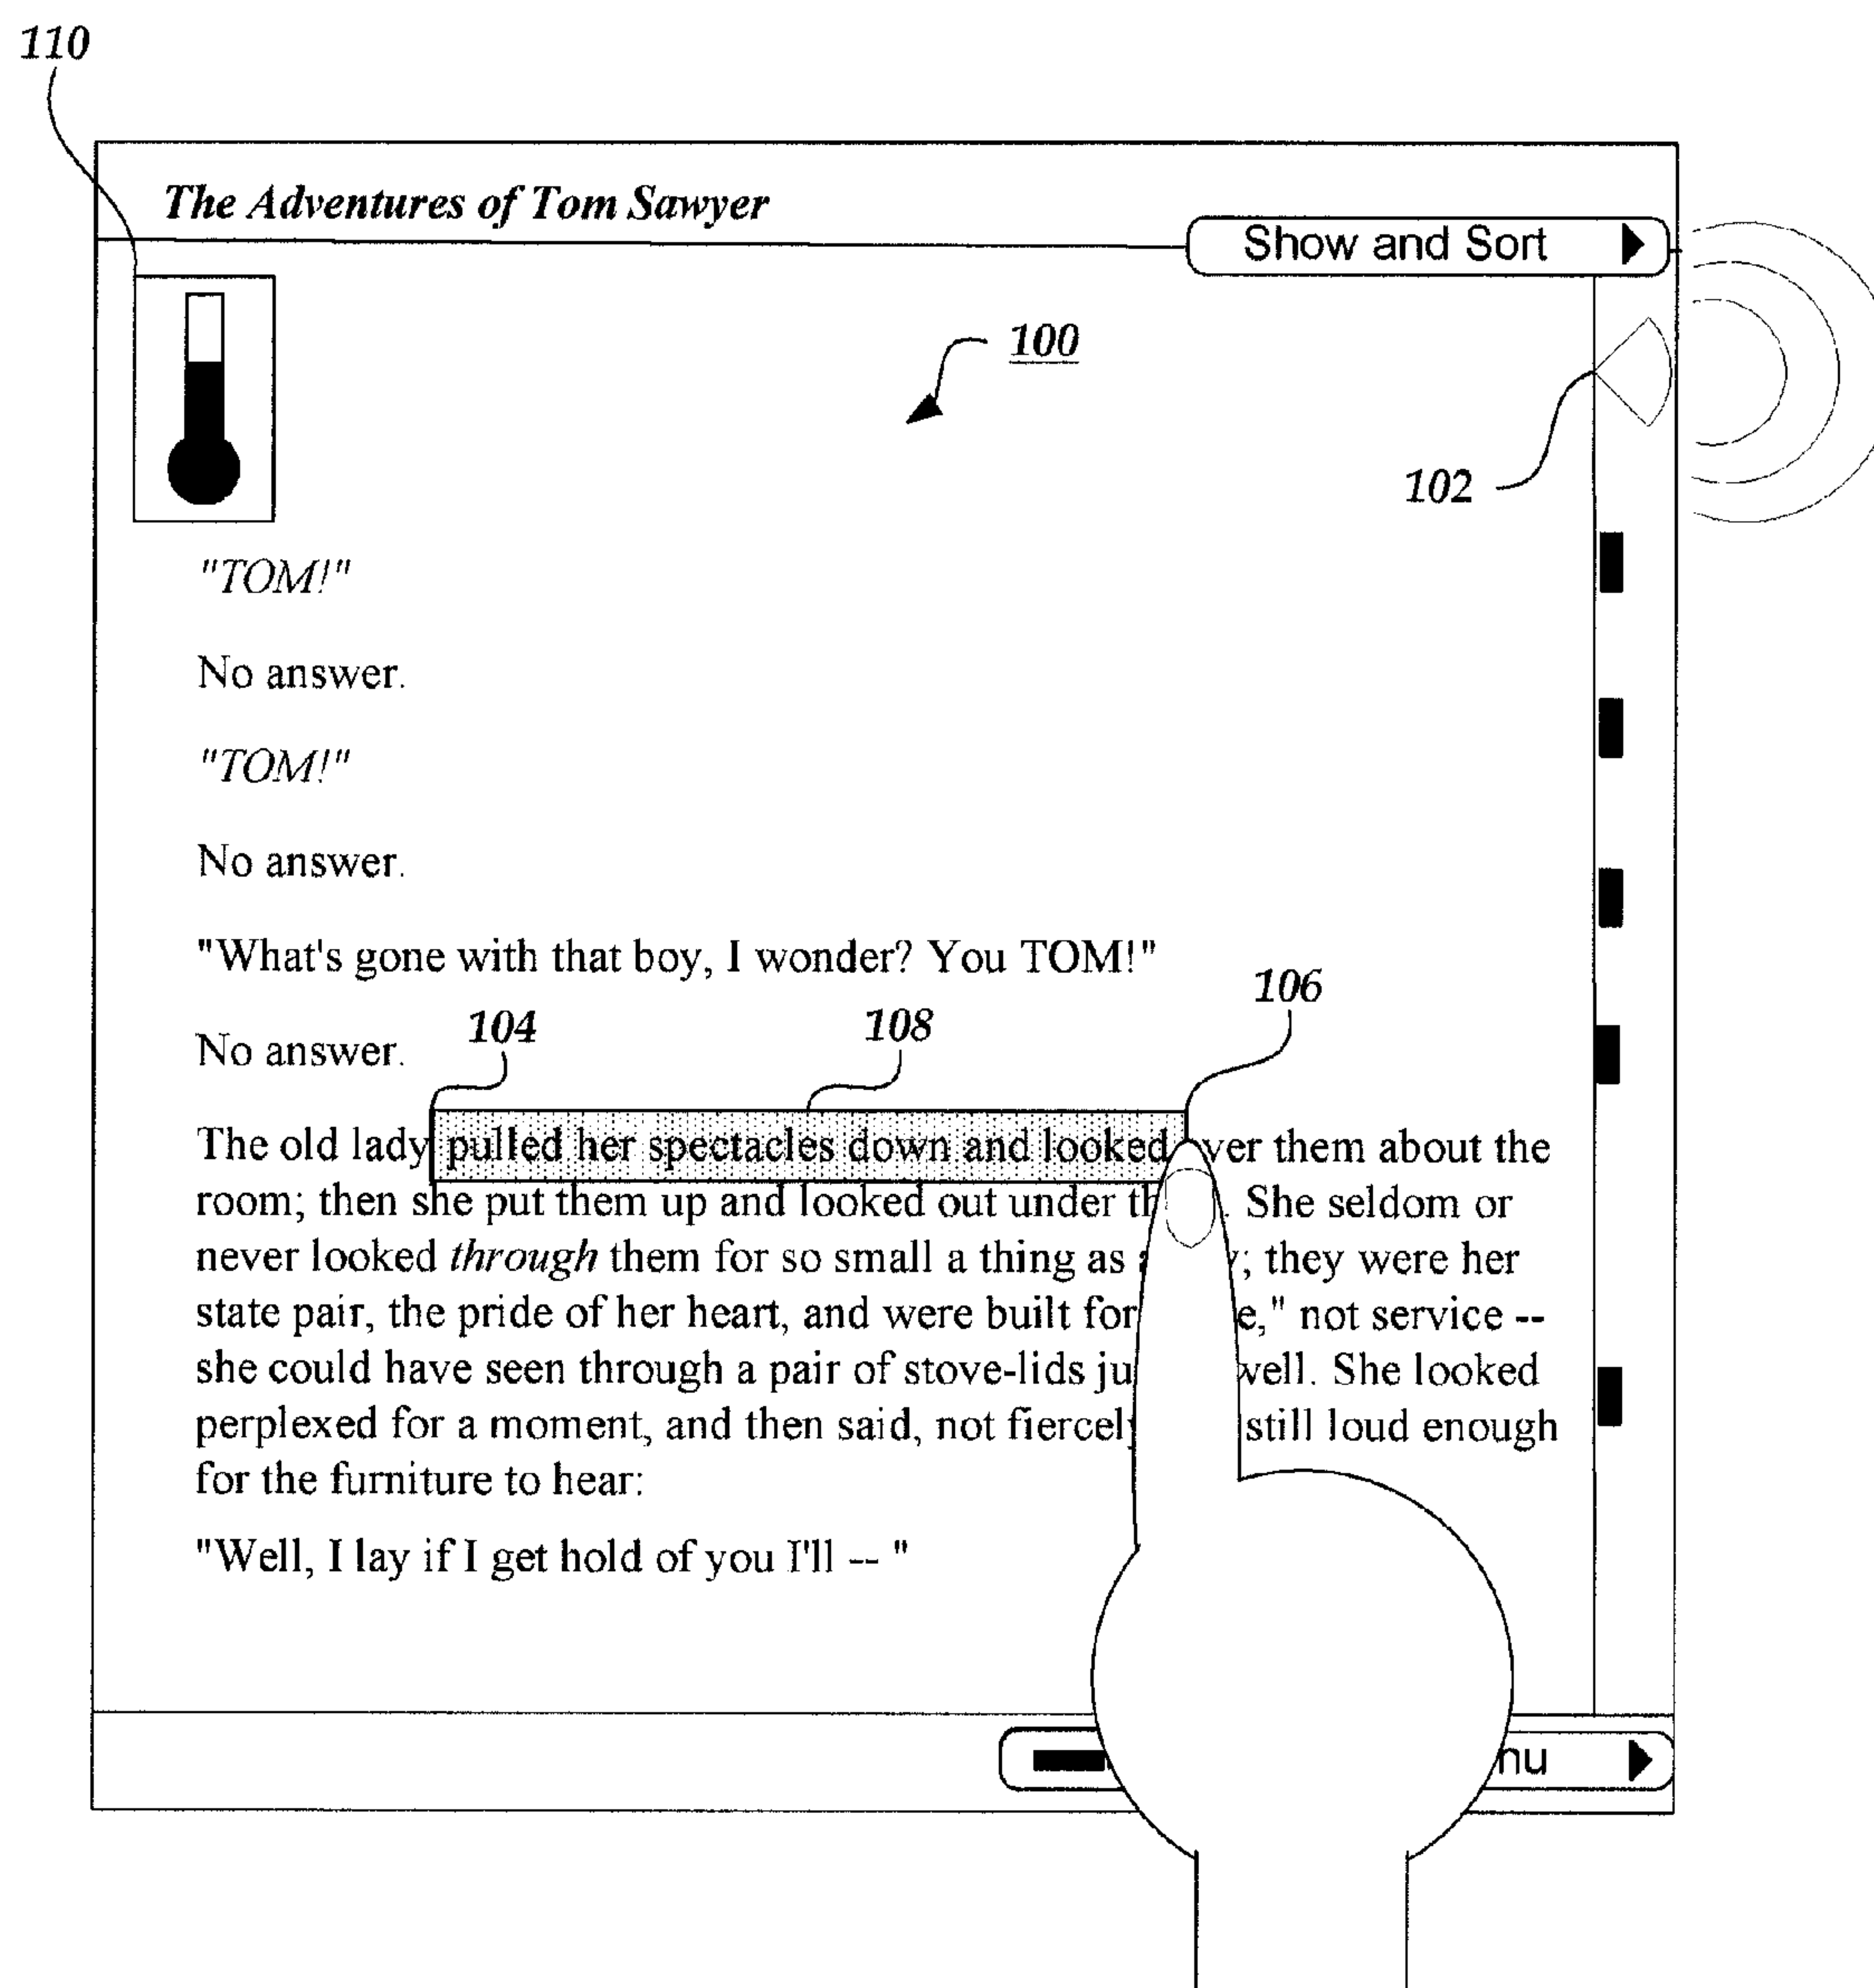 110
The Adventures of Tom Sawyer
Show and Sort
100
102
"TOM!"
No answer.
"TOM!"
No answer.
"What's gone with that boy, I wonder? You TOM!"
106
104 108
No answer.
The old lady pulled her spectacles down and looked ver them about the
room; then she put them up and looked out under th . She seldom or
never looked through them for so small a thing as a ; they were her
state pair, the pride of her heart, and were built for e," not service --
she could have seen through a pair of stove-lids ju well. She looked
perplexed for a moment, and then said, not fiercely still loud enough
for the furniture to hear:
"Well, I lay if I get hold of you I'll -- "
nu